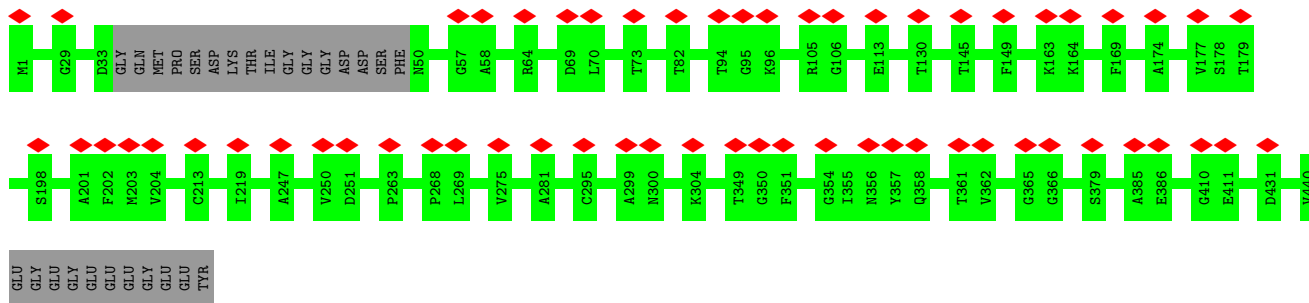 M1 G29 D33 GLY GLN MET PRO SER ASP LYS THR ILE GLY GLY GLY ASP ASP SER PHE N50 G57 A58 R64 D69 L70 T73 T82 T94 G95 K96 R105 G106 E113 T130 T145 F149 K163 K164 F169 A174 V177 S178 T179
S198 A201 F202 M203 V204 C213 I219 A247 V250 D251 P263 P268 L269 V275 A281 C295 A299 N300 K304 T349 G350 F351 G354 I355 N356 Y357 Q358 T361 V362 G365 G366 S379 A385 E386 G410 E411 D431 V440
GLU GLY GLU GLY GLU GLU GLU GLY GLU GLU TYR